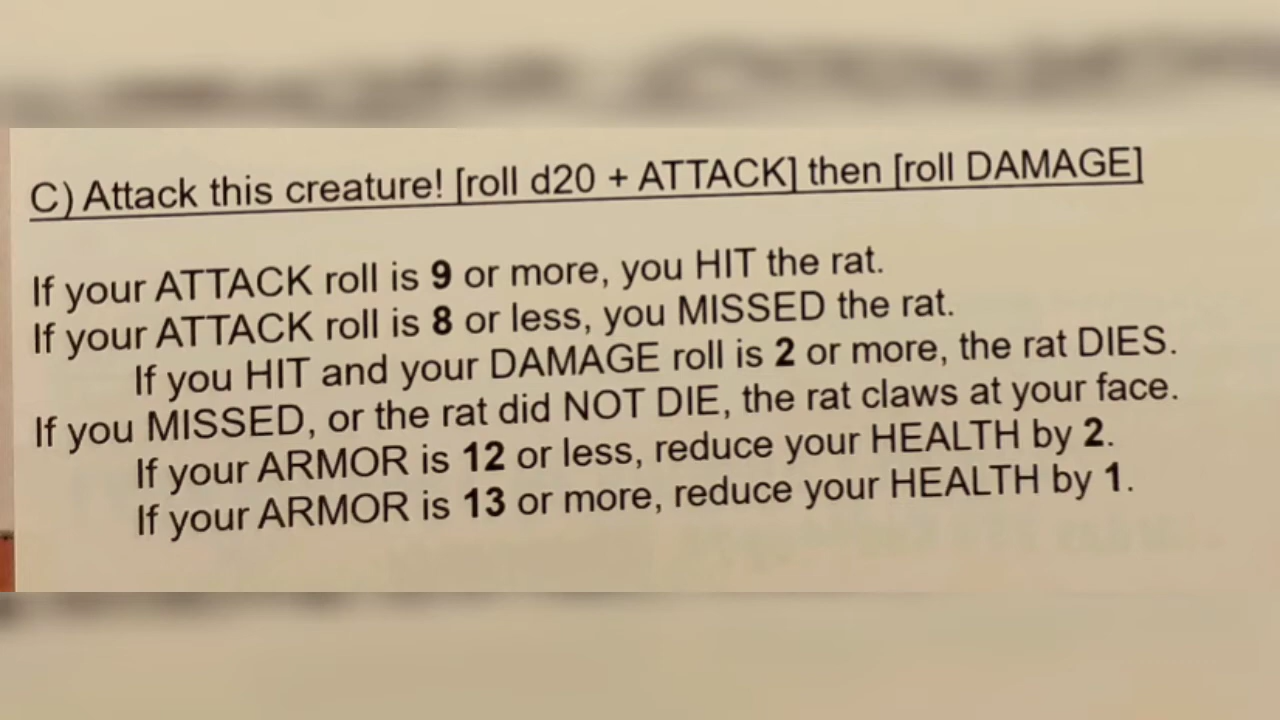 C) Attack this creature! [roll d20 + ATTACK] then [roll DAMAGE]
If your ATTACK roll is 9 or more, you HIT the rat.
If your ATTACK roll is 8 or less, you MISSED the rat.
If you HIT and your DAMAGE roll is 2 or more, the rat DIES.
If you MISSED, or the rat did NOT DIE, the rat claws at your face.
If your ARMOR is 12 or less, reduce your HEALTH by 2.
If your ARMOR is 13 or more, reduce your HEALTH by 1.